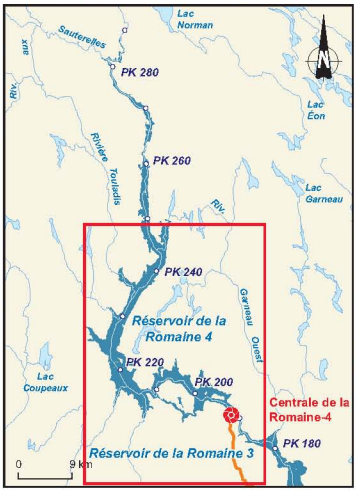 Lac
Norman
Sauterelles
aux
Riv.
PK 280
N
Lac
Éon
Rivière
Touladis
PK 260
Lac
Garneau
Riv.
PK 240
Garneau
Ouest
Réservoir de la
Romaine 4
PK 220
Lac
Coupeaux
PK 200
Centrale de la
Romaine-4
PK 180
Réservoir de la Romaine 3
0 9 km